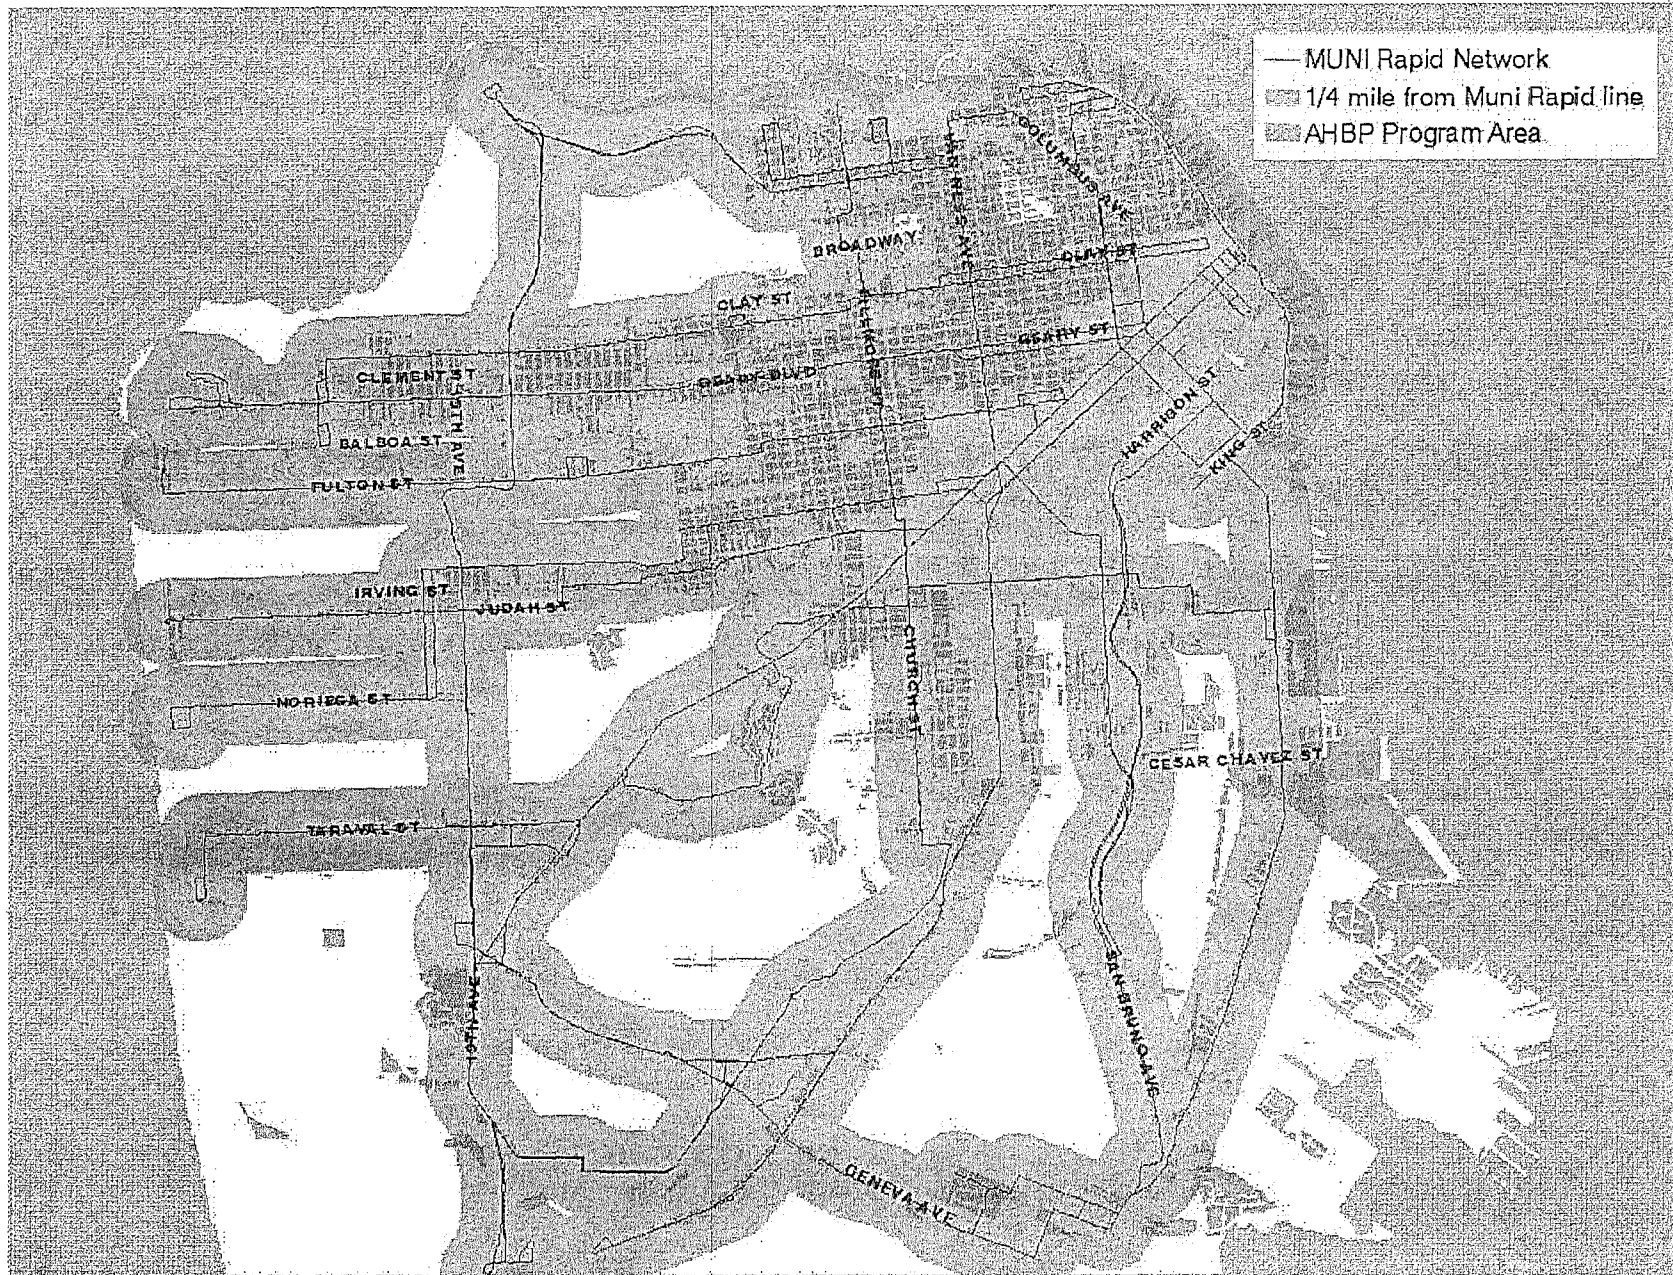 MUNI Rapid Network
1/4 mile from Muni Rapid line
AHBP Program Area
COLUMBUS AVE
VAN NESS AVE
BROADWAY
CLAY ST
CLAY ST
FILLMORE ST
GEARY ST
CLEMENT ST
GEARY BLVD
HARRISON ST
BALBOA ST
KING ST
FULTON ST
IRVING ST
JUDAH ST
CHURCH ST
NORIEGA ST
CESAR CHAVEZ ST
TARAVAL ST
19TH AVE
SAN BRUNO AVE
GENEVA AVE